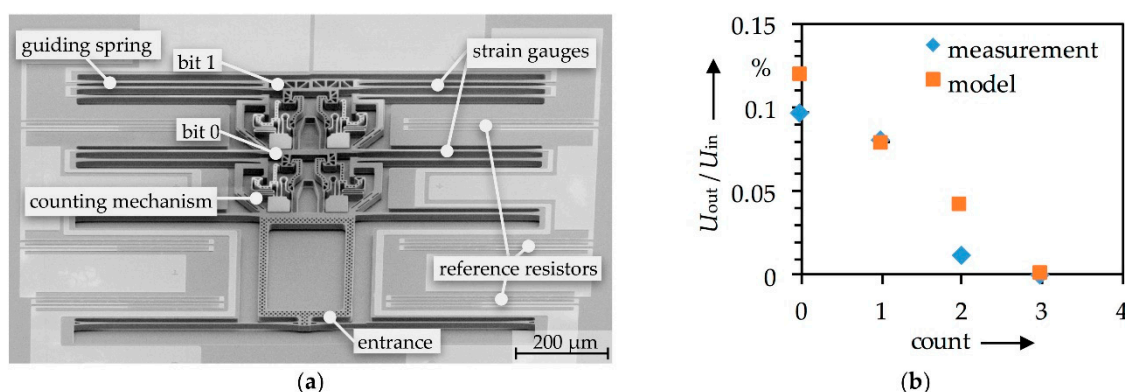 guiding spring
bit 1
strain gauges
bit 0
counting mechanism
reference resistors
entrance
200 µm
(a)
0.15
%
0.1
0.05
0
U_out / U_in
measurement
model
0 1 2 3 4
count
(b)